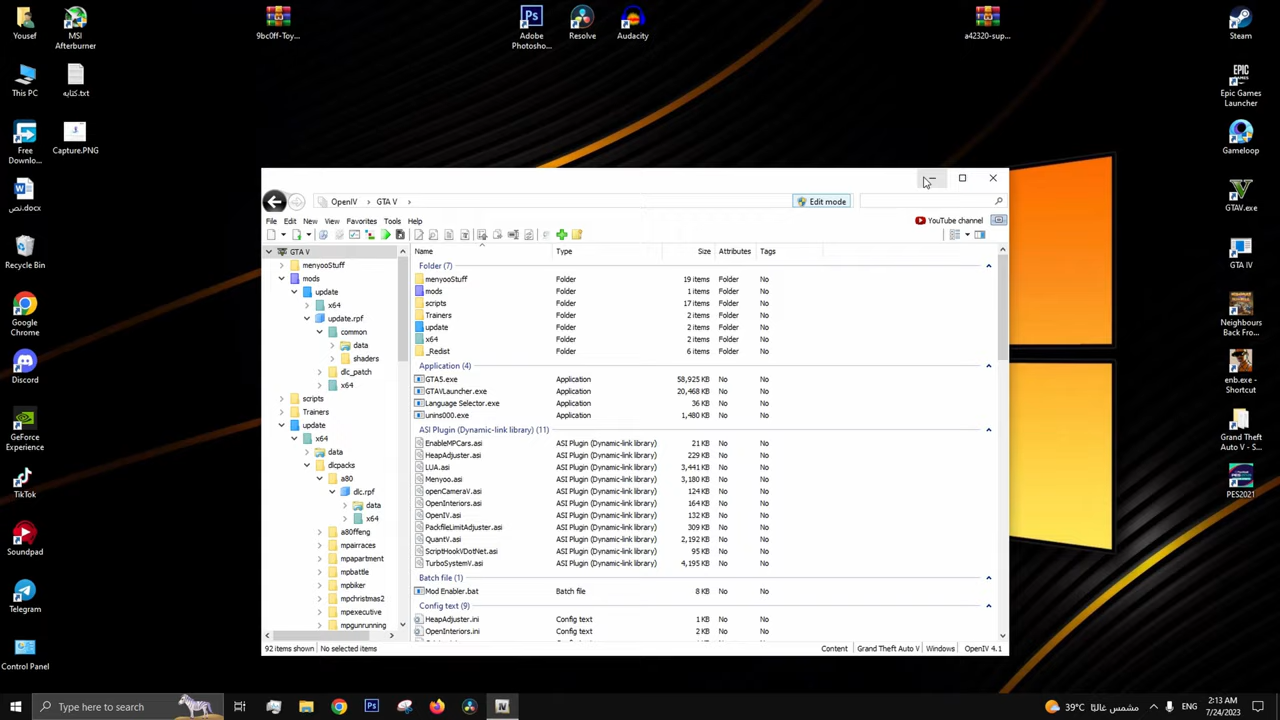 Yousef
MSI
Afterburner
9bc0ff-Toy...
Adobe
Photosho...
Resolve
Audacity
a42320-sup...
Steam
This PC
كتابه.txt
Epic Games
Launcher
Free
Downlo...
Capture.PNG
Gameloop
نص.docx
GTAV.exe
Recycle Bin
GTA IV
Google
Chrome
Neighbours
Back Fro...
Discord
enb.exe -
Shortcut
GeForce
Experience
Grand Theft
Auto V - S...
TikTok
PES2021
Soundpad
Telegram
Control Panel
OpenIV
GTA V
Edit mode
File Edit New View Favorites Tools Help
YouTube channel
GTA V
menyooStuff
mods
update
x64
update.rpf
common
data
shaders
dlc_patch
x64
scripts
Trainers
update
x64
data
dlcpacks
a80
dlc.rpf
data
x64
a80ffeng
mpairraces
mpapartment
mpbattle
mpbiker
mpchristmas2
mpexecutive
mpgunrunning
Name Type Size Attributes Tags
Folder (7)
menyooStuff Folder 19 items No No
mods Folder 1 items No No
scripts Folder 17 items No No
Trainers Folder 2 items No No
update Folder 2 items No No
x64 Folder 2 items No No
_Redist Folder 6 items No No
Application (4)
GTA5.exe Application 58,925 KB No No
GTAVLauncher.exe Application 20,468 KB No No
Language Selector.exe Application 36 KB No No
unins000.exe Application 1,480 KB No No
ASI Plugin (Dynamic-link library) (11)
EnableMPCars.asi ASI Plugin (Dynamic-link library) 21 KB No No
HeapAdjuster.asi ASI Plugin (Dynamic-link library) 229 KB No No
LUA.asi ASI Plugin (Dynamic-link library) 3,441 KB No No
Menyoo.asi ASI Plugin (Dynamic-link library) 3,180 KB No No
openCameraV.asi ASI Plugin (Dynamic-link library) 124 KB No No
OpenInteriors.asi ASI Plugin (Dynamic-link library) 164 KB No No
OpenIV.asi ASI Plugin (Dynamic-link library) 132 KB No No
PackfileLimitAdjuster.asi ASI Plugin (Dynamic-link library) 309 KB No No
QuantV.asi ASI Plugin (Dynamic-link library) 2,192 KB No No
ScriptHookVDotNet.asi ASI Plugin (Dynamic-link library) 95 KB No No
TurboSystemV.asi ASI Plugin (Dynamic-link library) 4,195 KB No No
Batch file (1)
Mod Enabler.bat Batch file 8 KB No No
Config text (9)
HeapAdjuster.ini Config text 1 KB No No
OpenInteriors.ini Config text 2 KB No No
92 items shown No selected items Content Grand Theft Auto V Windows OpenIV 4.1
Type here to search
39°C مشمس غالبًا
ENG
2:13 AM
7/24/2023